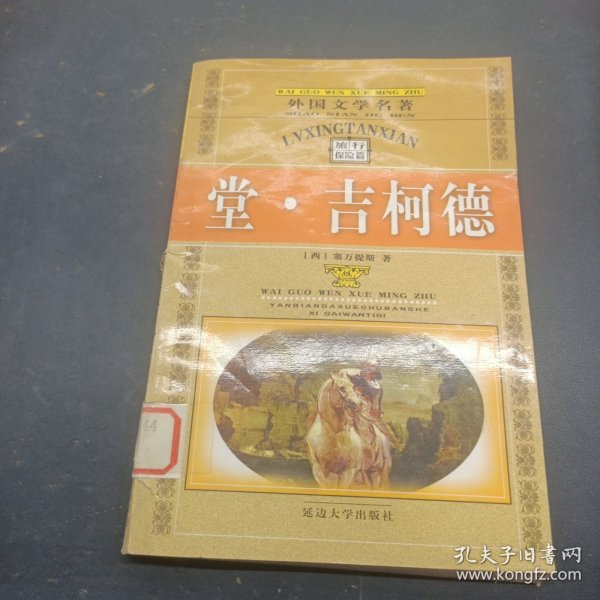 WAI GUO WEN XUE MING ZHU
外国文学名著
SHAO NIAN DU BEN
LVXINGTANXIAN
旅行
探险篇
堂·吉柯德
[西]塞万提斯 著
WAI GUO WEN XUE MING ZHU
YANBIANDAXUECHUBANSHE
XI SAIWANTISI
44
延边大学出版社
孔夫子旧书网
www.kongfz.com